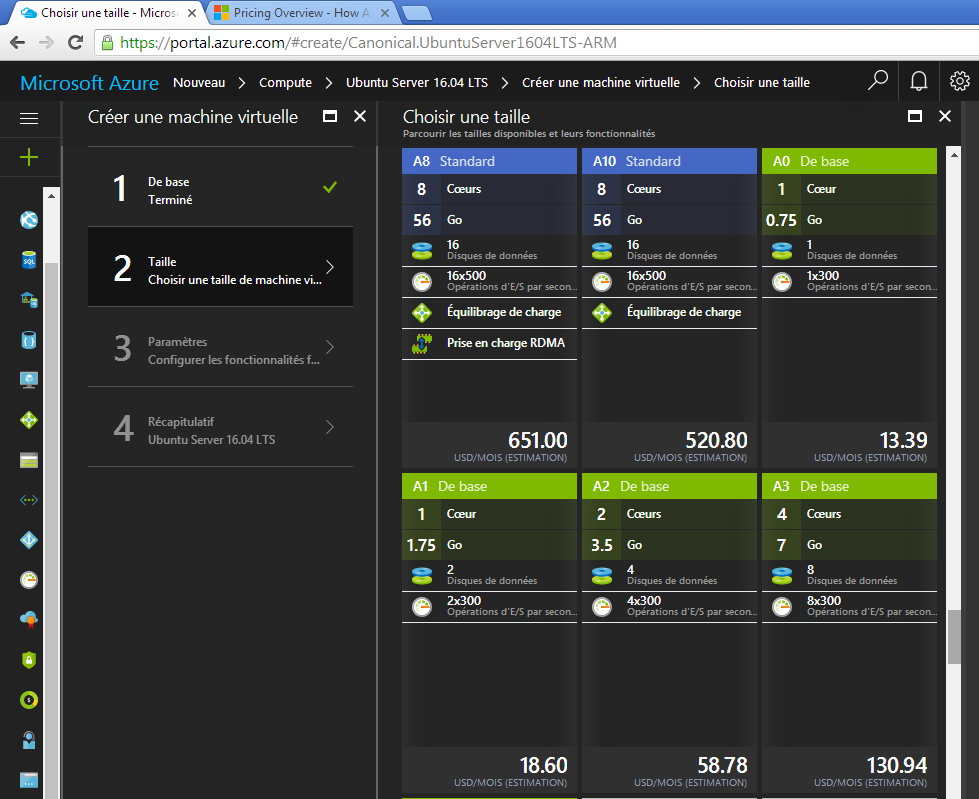 Choisir une taille - Micros
Pricing Overview - How A
https://portal.azure.com/#create/Canonical.UbuntuServer1604LTS-ARM
Microsoft Azure Nouveau Compute Ubuntu Server 16.04 LTS Créer une machine virtuelle Choisir une taille
Créer une machine virtuelle
1
De base
Terminé
2
Taille
Choisir une taille de machine vi...
3
Paramètres
Configurer les fonctionnalités f...
4
Récapitulatif
Ubuntu Server 16.04 LTS
SQL
Choisir une taille
Parcourir les tailles disponibles et leurs fonctionnalités
A8 Standard
8 Cœurs
56 Go
16
Disques de données
16x500
Opérations d'E/S par secon...
Équilibrage de charge
Prise en charge RDMA
651.00
USD/MOIS (ESTIMATION)
A10 Standard
8 Cœurs
56 Go
16
Disques de données
16x500
Opérations d'E/S par secon...
Équilibrage de charge
520.80
USD/MOIS (ESTIMATION)
A0 De base
1 Cœur
0.75 Go
1
Disques de données
1x300
Opérations d'E/S par secon...
13.39
USD/MOIS (ESTIMATION)
A1 De base
1 Cœur
1.75 Go
2
Disques de données
2x300
Opérations d'E/S par secon...
18.60
USD/MOIS (ESTIMATION)
A2 De base
2 Cœurs
3.5 Go
4
Disques de données
4x300
Opérations d'E/S par secon...
58.78
USD/MOIS (ESTIMATION)
A3 De base
4 Cœurs
7 Go
8
Disques de données
8x300
Opérations d'E/S par secon...
130.94
USD/MOIS (ESTIMATION)